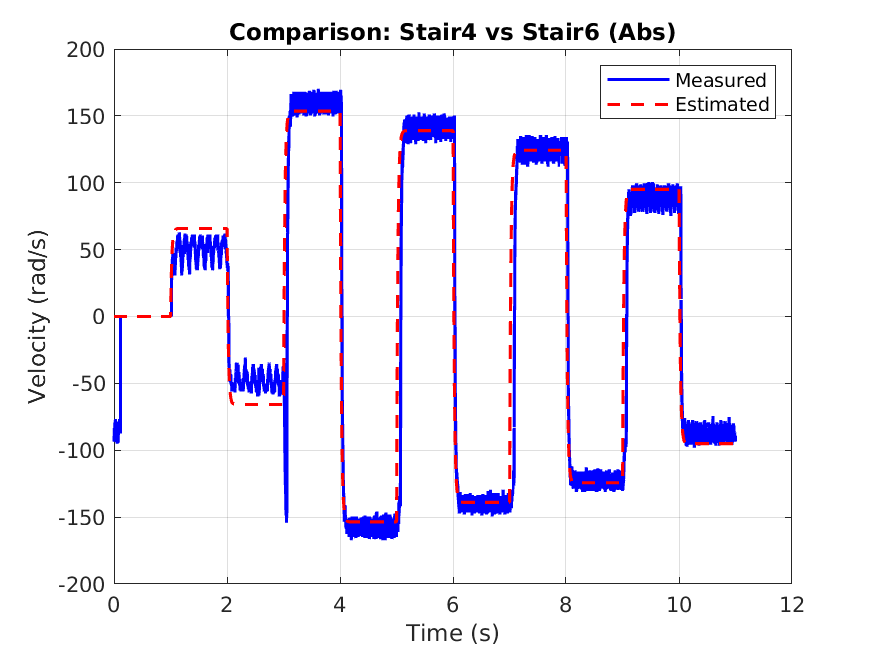 Comparison: Stair4 vs Stair6 (Abs)
200
150
100
50
0
-50
-100
-150
-200
Velocity (rad/s)
Measured
Estimated
0 2 4 6 8 10 12
Time (s)